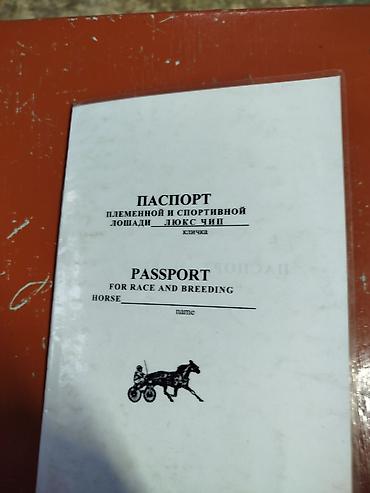 ПАСПОРТ
ПЛЕМЕННОЙ И СПОРТИВНОЙ
ЛОШАДИ ЛЮКС ЧИП
кличка
PASSPORT
FOR RACE AND BREEDING
HORSE
name